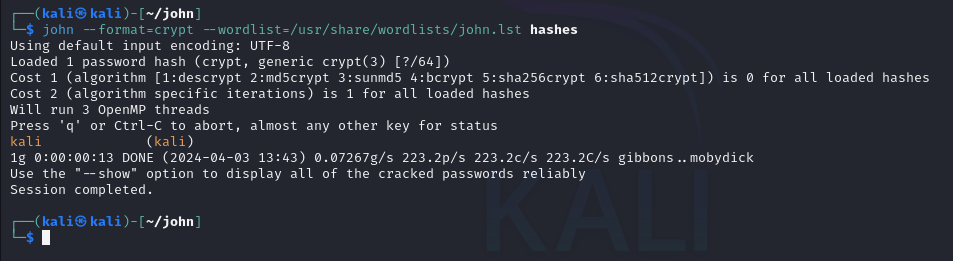 ┌──(kali㉿kali)-[~/john]
└─$ john --format=crypt --wordlist=/usr/share/wordlists/john.lst hashes
Using default input encoding: UTF-8
Loaded 1 password hash (crypt, generic crypt(3) [?/64])
Cost 1 (algorithm [1:descrypt 2:md5crypt 3:sunmd5 4:bcrypt 5:sha256crypt 6:sha512crypt]) is 0 for all loaded hashes
Cost 2 (algorithm specific iterations) is 1 for all loaded hashes
Will run 3 OpenMP threads
Press 'q' or Ctrl-C to abort, almost any other key for status
kali             (kali)
1g 0:00:00:13 DONE (2024-04-03 13:43) 0.07267g/s 223.2p/s 223.2c/s 223.2C/s gibbons..mobydick
Use the "--show" option to display all of the cracked passwords reliably
Session completed.
┌──(kali㉿kali)-[~/john]
└─$
KALI